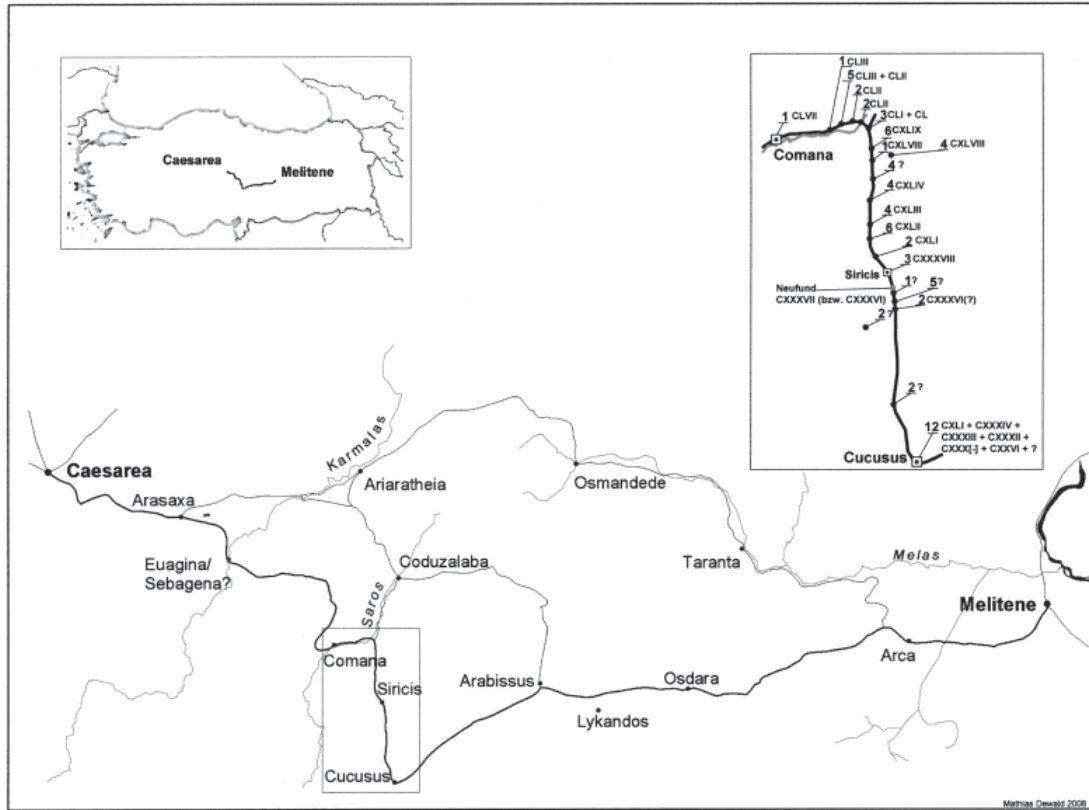 Caesarea
Melitene
1 CLIII
5 CLIII + CLII
2 CLII
2 CLII
1 CLVII
3 CLI + CL
Comana
6 CXLIX
1 CXLVIII
4 CXLVIII
4 ?
4 CXLIV
4 CXLIII
6 CXLII
2 CXLI
Siricis
3 CXXXVIII
Neufund
CXXXVII (bzw. CXXXVI)
1 ?
5 ?
2 CXXXVI(?)
2 ?
2 ?
12 CXLI + CXXXIV +
CXXXIII + CXXXII +
CXXX[-] + CXXVI + ?
Cucusus
Caesarea
Karmalas
Arasaxa
Ariaratheia
Osmandede
Euagina/
Sebagena?
Coduzalaba
Taranta
Melas
Saros
Melitene
Comana
Siricis
Arabissus
Osdara
Arca
Lykandos
Cucusus
Mathias Dewald 2008